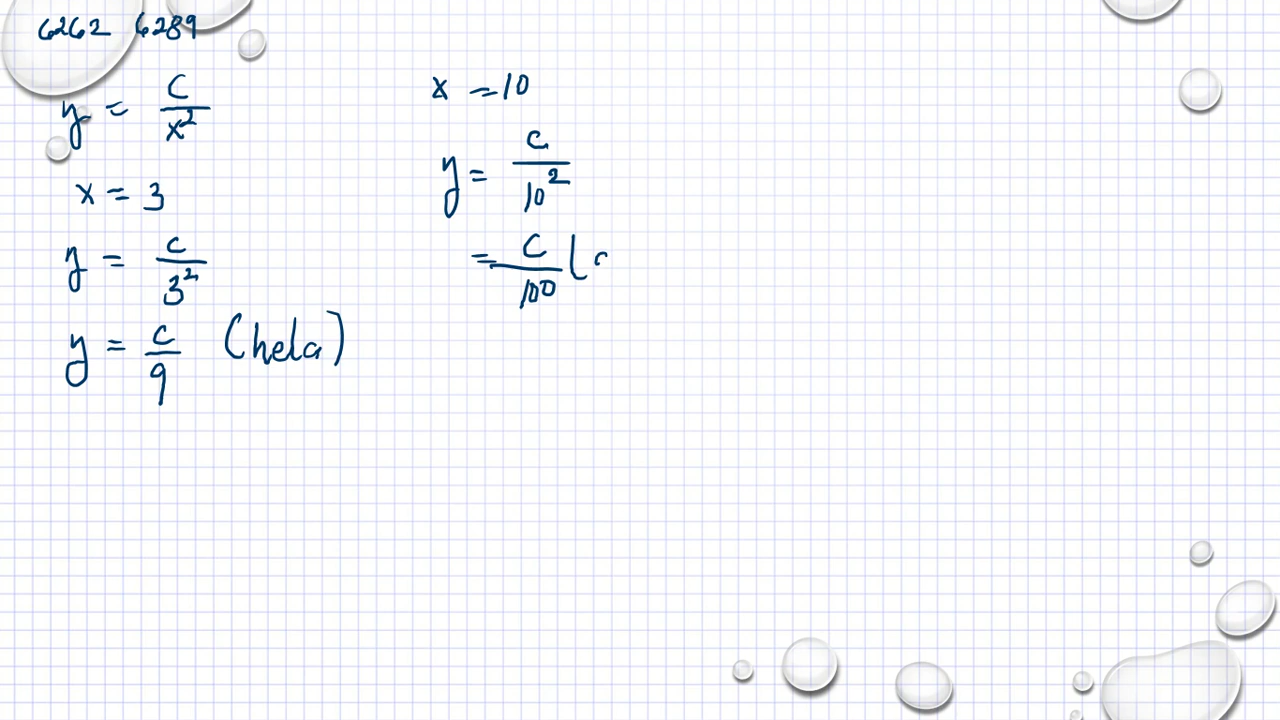 6262 6289
y = c/x²
x = 3
y = c/3²
y = c/9 (hela)
x = 10
y = c/10²
= c/100 (